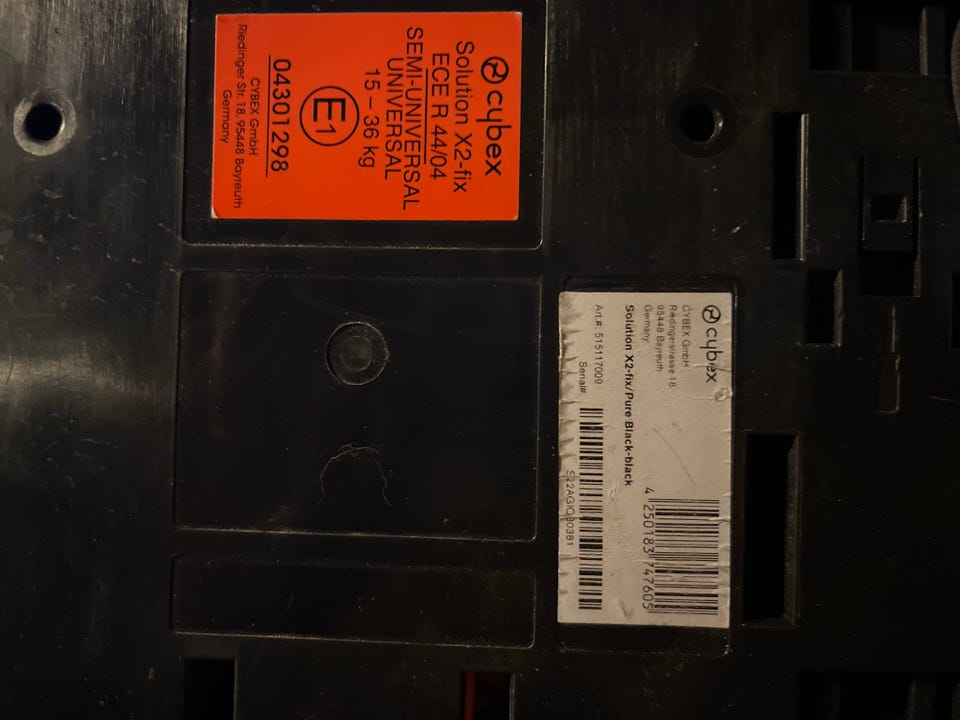 cybex
Solution X2-fix
ECE R 44/04
SEMI-UNIVERSAL
UNIVERSAL
15 – 36 kg
E1
04301298
CYBEX GmbH
Riedinger Str. 18, 95448 Bayreuth
Germany
cybex
CYBEX GmbH
Riedingerstrasse 18
95448 Bayreuth
Germany
Solution X2-fix/Pure Black-black
4 250183 747605
Art.#: 515117009
Serial#: